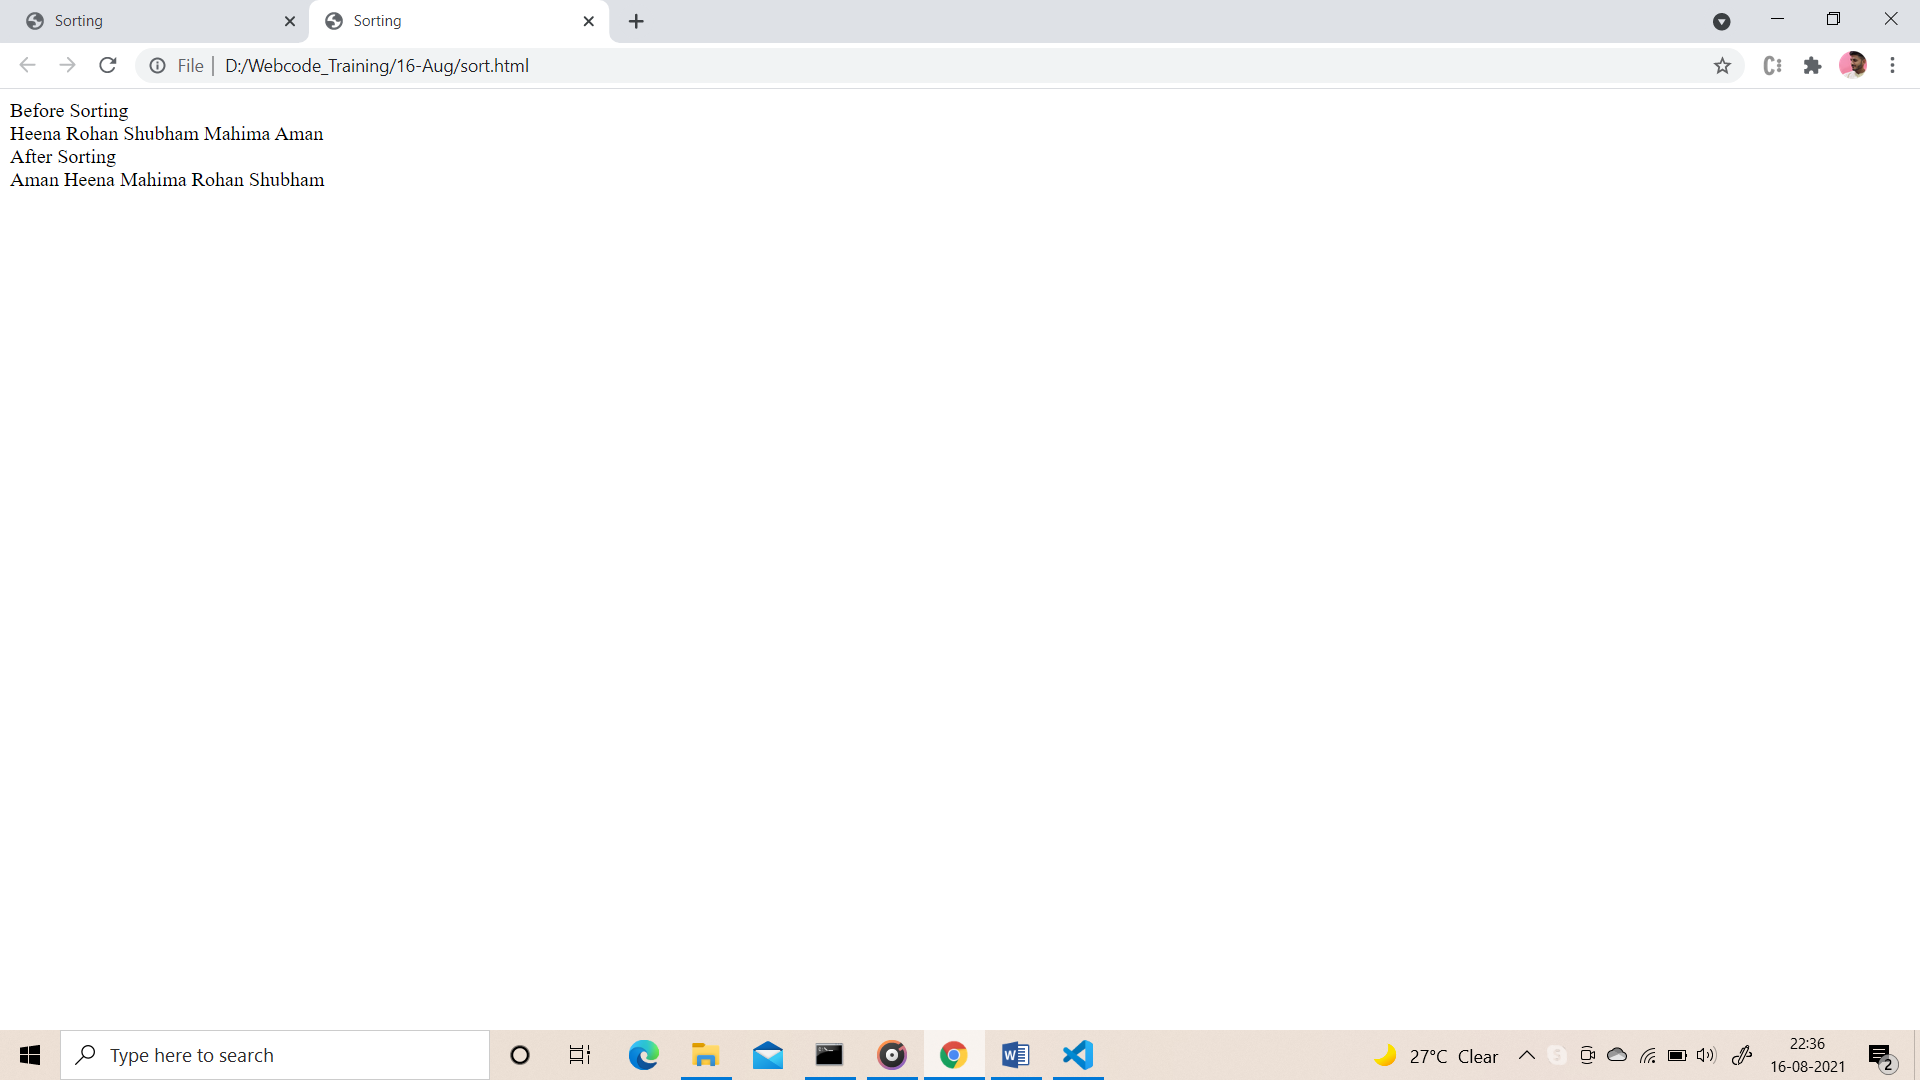 Sorting
Sorting
File
D:/Webcode_Training/16-Aug/sort.html
Before Sorting
Heena Rohan Shubham Mahima Aman
After Sorting
Aman Heena Mahima Rohan Shubham
Type here to search
27°C Clear
22:36
16-08-2021
2